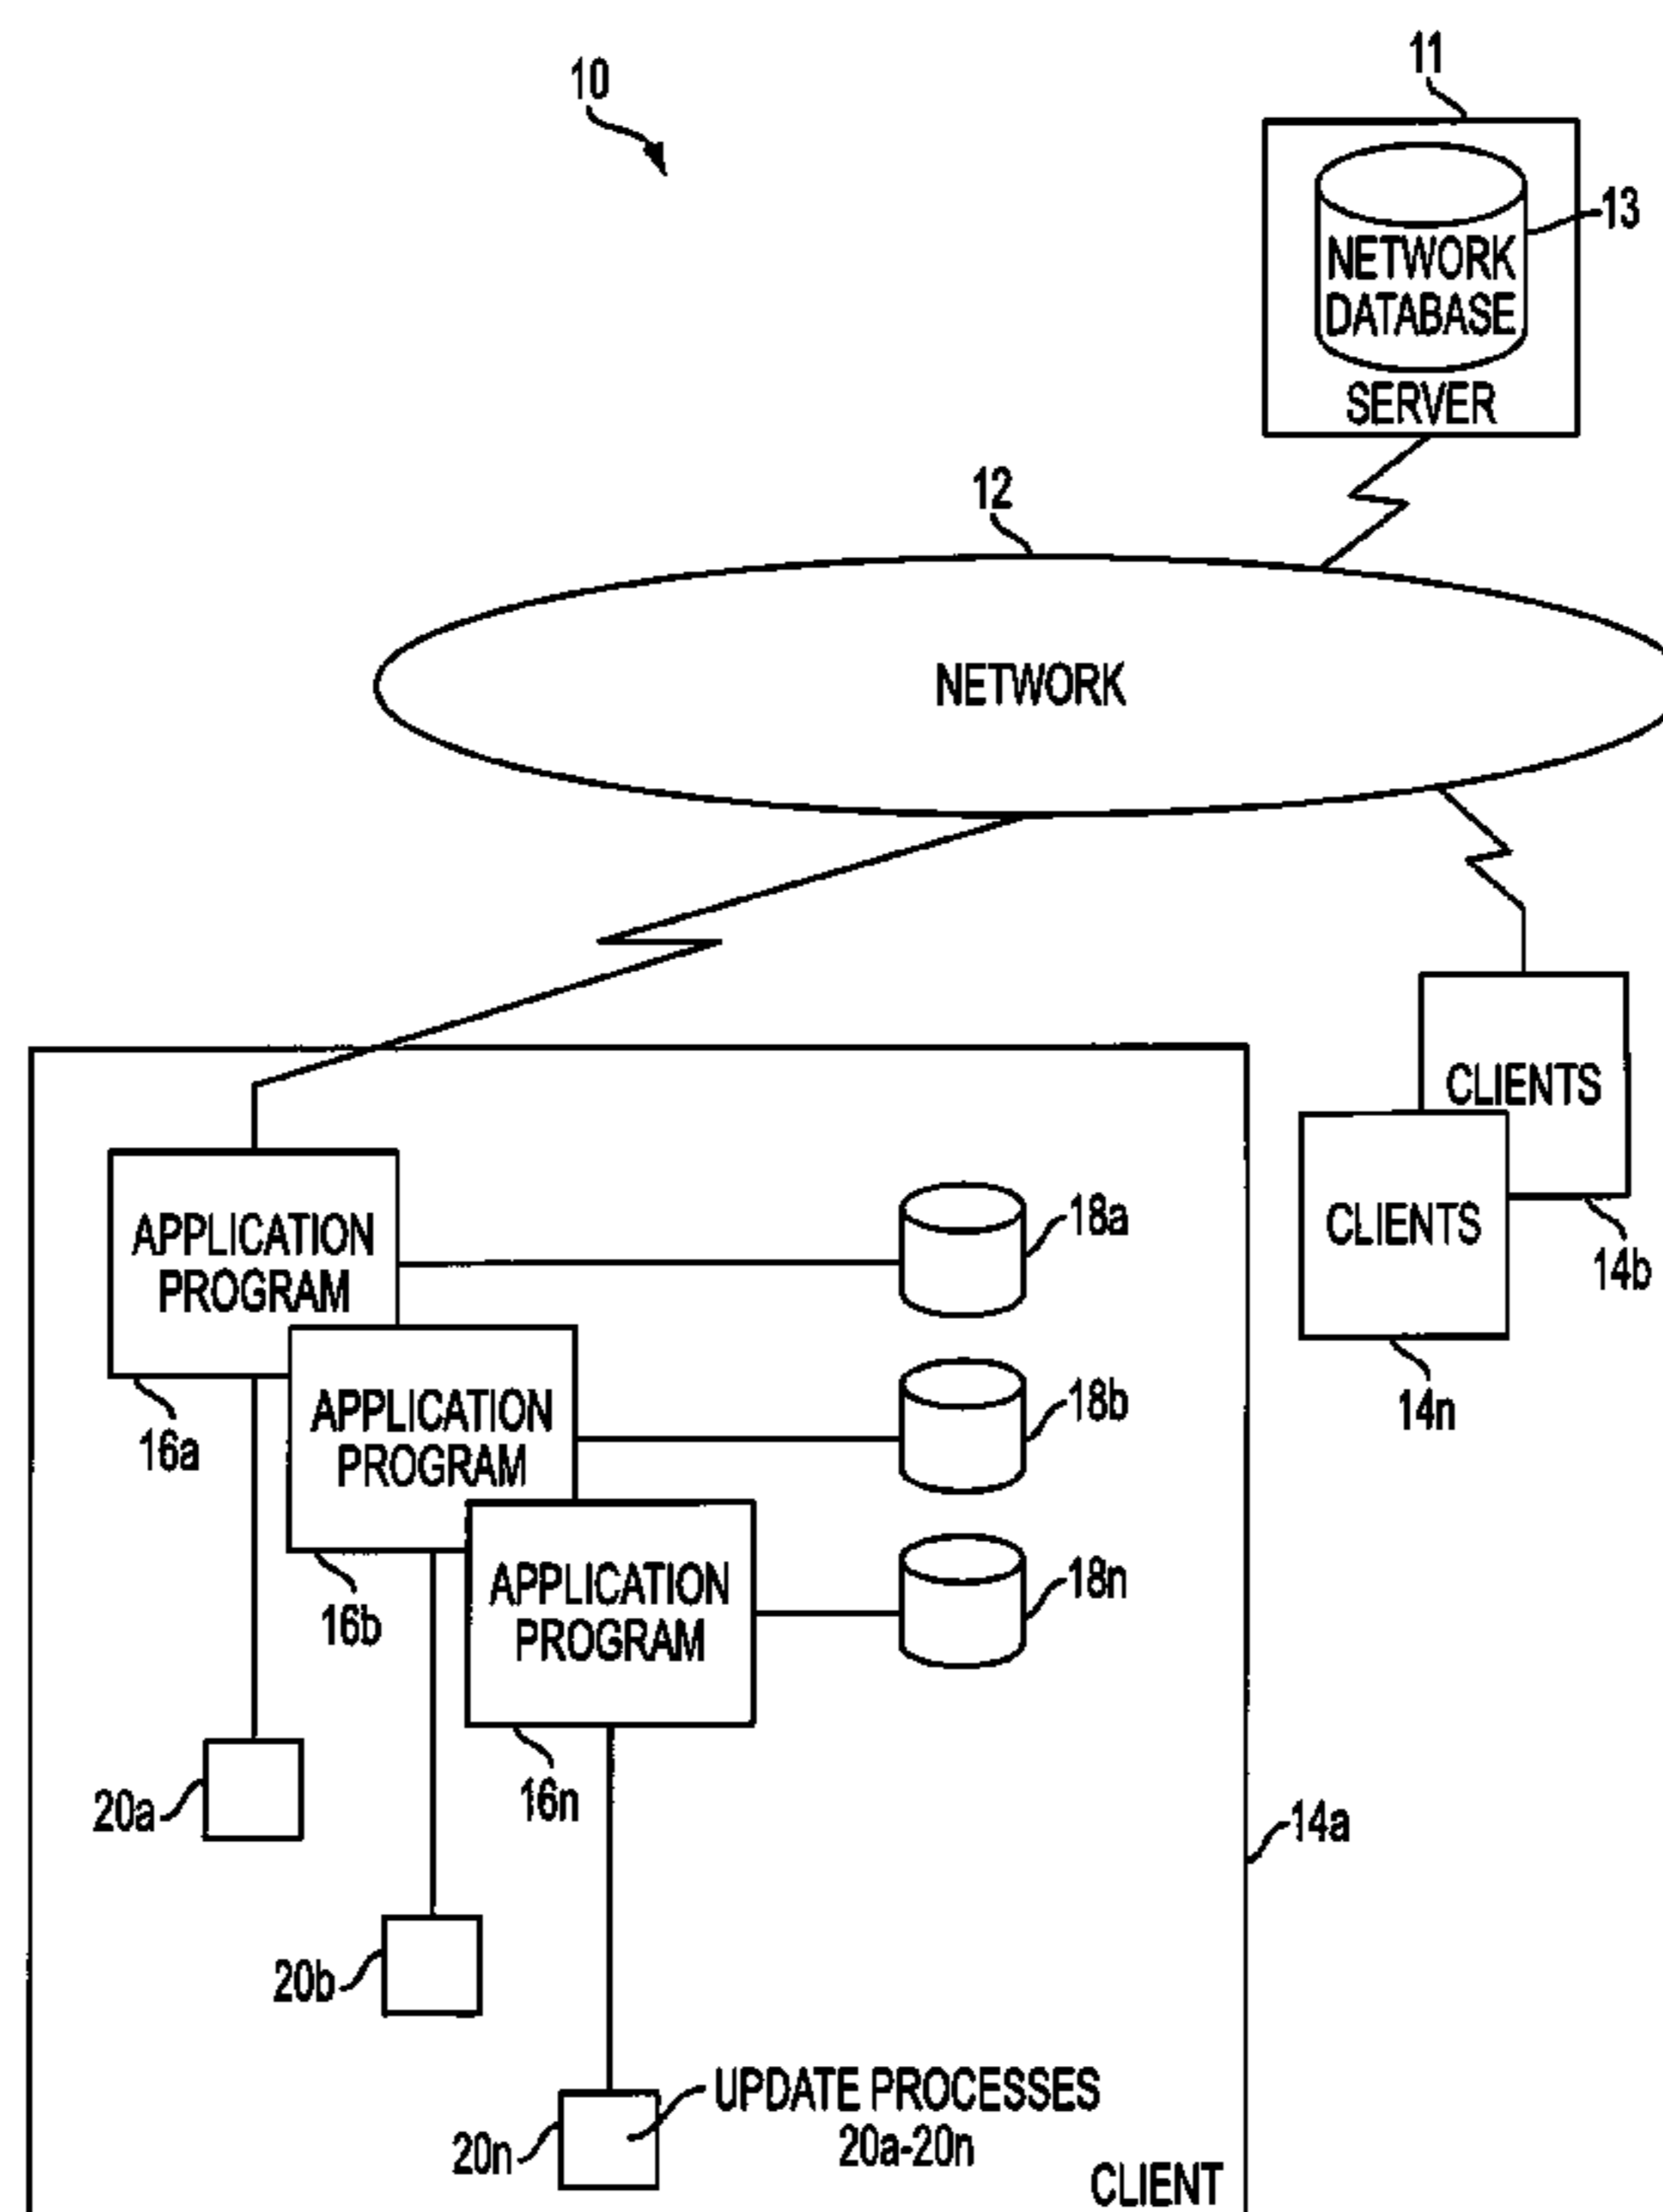 10
11
13
NETWORK
DATABASE
SERVER
12
NETWORK
CLIENTS
14b
CLIENTS
14n
APPLICATION
PROGRAM
16a
18a
APPLICATION
PROGRAM
16b
18b
APPLICATION
PROGRAM
16n
18n
20a
14a
20b
UPDATE PROCESSES
20a-20n
20n
CLIENT